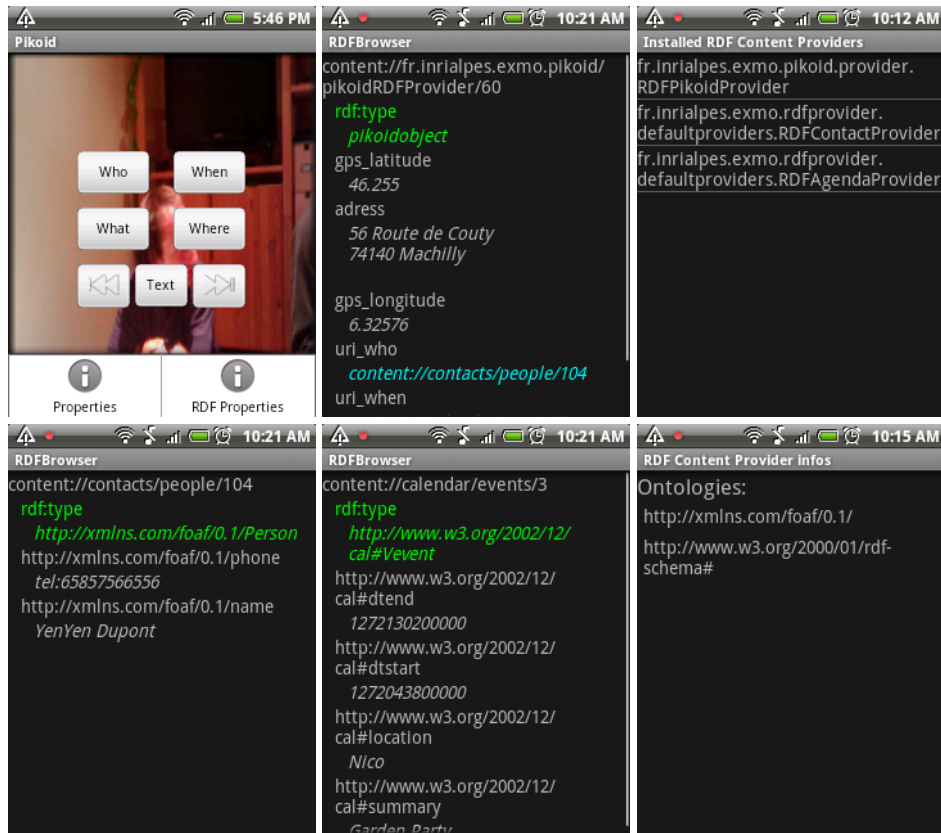 5:46 PM
Pikoid
Who
When
What
Where
Text
Properties
RDF Properties
10:21 AM
RDFBrowser
content://fr.inrialpes.exmo.pikoid/
pikoidRDFProvider/60
rdf:type
pikoidobject
gps_latitude
46.255
adress
56 Route de Couty
74140 Machilly
gps_longitude
6.32576
uri_who
content://contacts/people/104
uri_when
10:12 AM
Installed RDF Content Providers
fr.inrialpes.exmo.pikoid.provider.
RDFPikoidProvider
fr.inrialpes.exmo.rdfprovider.
defaultproviders.RDFContactProvider
fr.inrialpes.exmo.rdfprovider.
defaultproviders.RDFAgendaProvider
10:21 AM
RDFBrowser
content://contacts/people/104
rdf:type
http://xmlns.com/foaf/0.1/Person
http://xmlns.com/foaf/0.1/phone
tel:65857566556
http://xmlns.com/foaf/0.1/name
YenYen Dupont
10:21 AM
RDFBrowser
content://calendar/events/3
rdf:type
http://www.w3.org/2002/12/
cal#Vevent
http://www.w3.org/2002/12/
cal#dtend
1272130200000
http://www.w3.org/2002/12/
cal#dtstart
1272043800000
http://www.w3.org/2002/12/
cal#location
Nico
http://www.w3.org/2002/12/
cal#summary
Garden Party
10:15 AM
RDF Content Provider infos
Ontologies:
http://xmlns.com/foaf/0.1/
http://www.w3.org/2000/01/rdf-
schema#